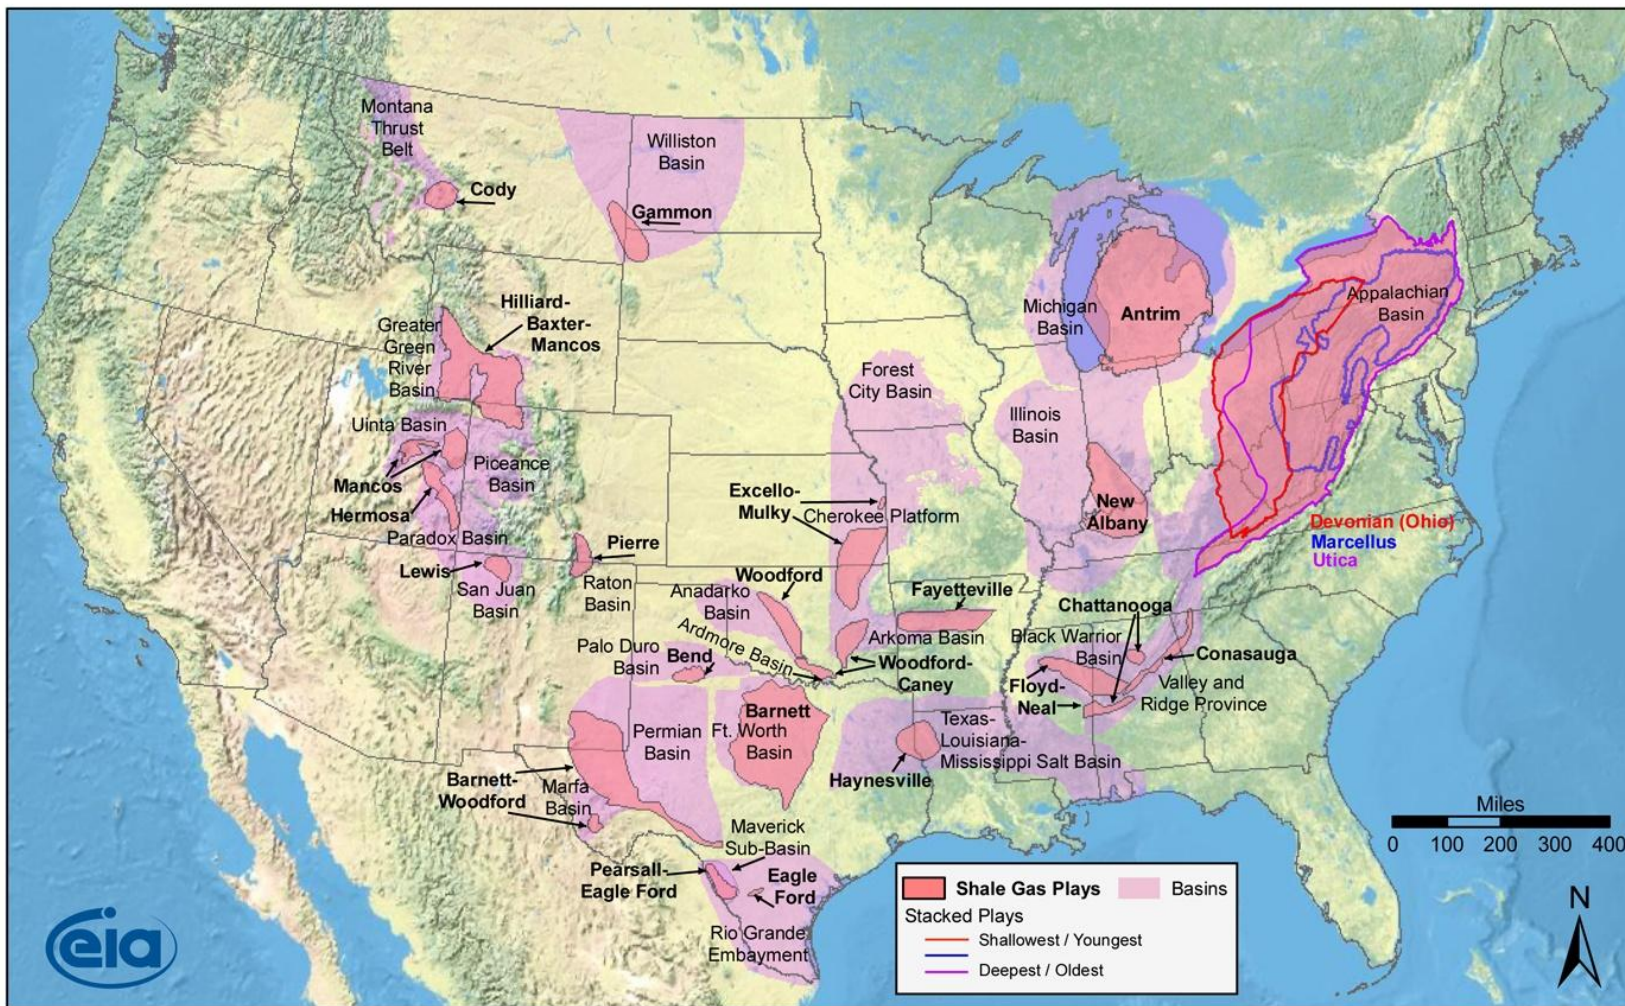 Montana
Thrust
Belt
Cody
Williston
Basin
Gammon
Hilliard-
Baxter-
Mancos
Greater
Green
River
Basin
Uinta Basin
Mancos
Piceance
Basin
Hermosa
Paradox Basin
Lewis
San Juan
Basin
Pierre
Raton
Basin
Forest
City Basin
Excello-
Mulky
Cherokee Platform
Woodford
Anadarko
Basin
Ardmore Basin
Palo Duro
Basin
Bend
Fayetteville
Arkoma Basin
Woodford-
Caney
Michigan
Basin
Antrim
Illinois
Basin
New
Albany
Appalachian
Basin
Devonian (Ohio)
Marcellus
Utica
Chattanooga
Black Warrior
Basin
Conasauga
Floyd-
Neal
Valley and
Ridge Province
Barnett
Ft. Worth
Basin
Permian
Basin
Barnett-
Woodford
Marfa
Basin
Haynesville
Texas-
Louisiana-
Mississippi Salt Basin
Maverick
Sub-Basin
Pearsall-
Eagle Ford
Eagle
Ford
Rio Grande
Embayment
Miles
0 100 200 300 400
Shale Gas Plays
Basins
Stacked Plays
Shallowest / Youngest
Deepest / Oldest
N
eia